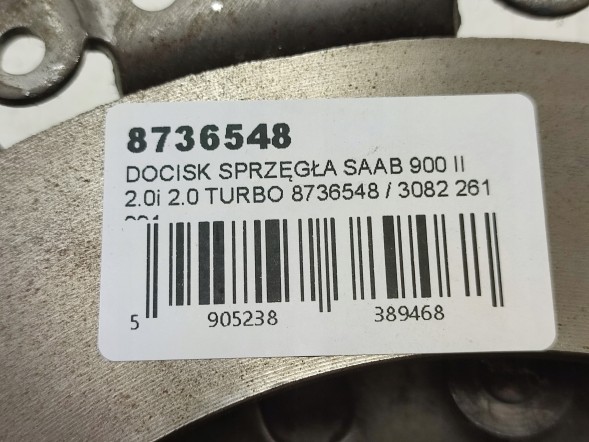 8736548
DOCISK SPRZĘGŁA SAAB 900 II
2.0i 2.0 TURBO 8736548 / 3082 261
5 905238 389468